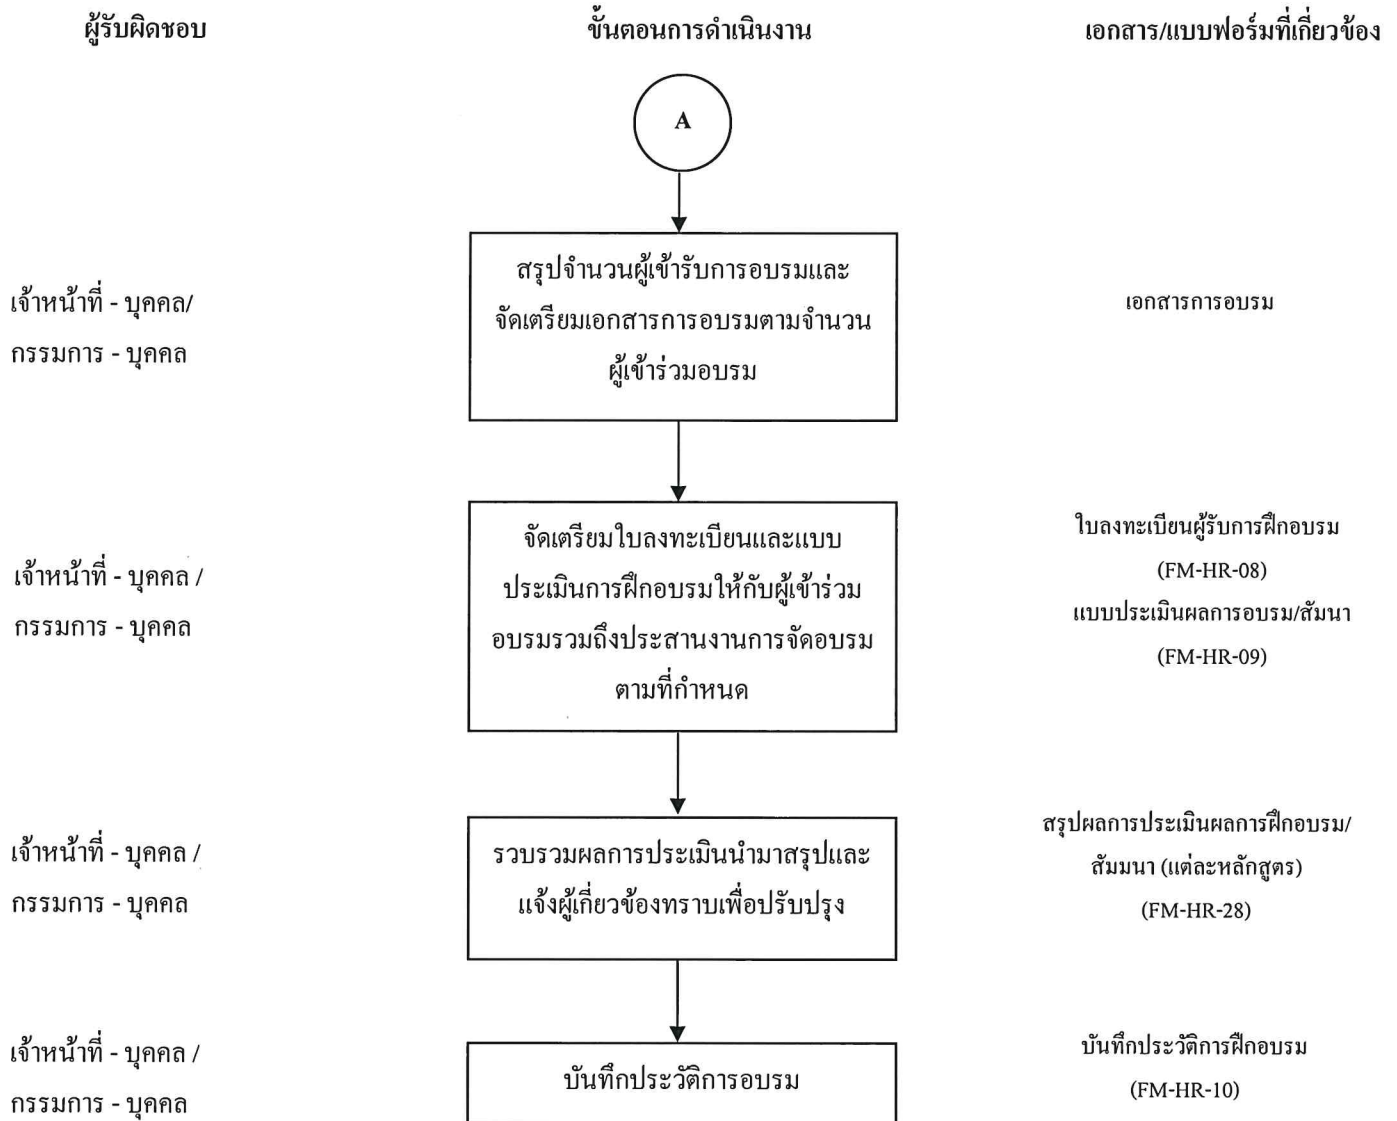 ผู้รับผิดชอบ
ขั้นตอนการดำเนินงาน
เอกสาร/แบบฟอร์มที่เกี่ยวข้อง
A
เจ้าหน้าที่ - บุคคล/
กรรมการ - บุคคล
สรุปจำนวนผู้เข้ารับการอบรมและ
จัดเตรียมเอกสารการอบรมตามจำนวน
ผู้เข้าร่วมอบรม
เอกสารการอบรม
เจ้าหน้าที่ - บุคคล /
กรรมการ - บุคคล
จัดเตรียมใบลงทะเบียนและแบบ
ประเมินการฝึกอบรมให้กับผู้เข้าร่วม
อบรมรวมถึงประสานงานการจัดอบรม
ตามที่กำหนด
ใบลงทะเบียนผู้รับการฝึกอบรม
(FM-HR-08)
แบบประเมินผลการอบรม/สัมนา
(FM-HR-09)
เจ้าหน้าที่ - บุคคล /
กรรมการ - บุคคล
รวบรวมผลการประเมินนำมาสรุปและ
แจ้งผู้เกี่ยวข้องทราบเพื่อปรับปรุง
สรุปผลการประเมินผลการฝึกอบรม/
สัมมนา (แต่ละหลักสูตร)
(FM-HR-28)
เจ้าหน้าที่ - บุคคล /
กรรมการ - บุคคล
บันทึกประวัติการอบรม
บันทึกประวัติการฝึกอบรม
(FM-HR-10)